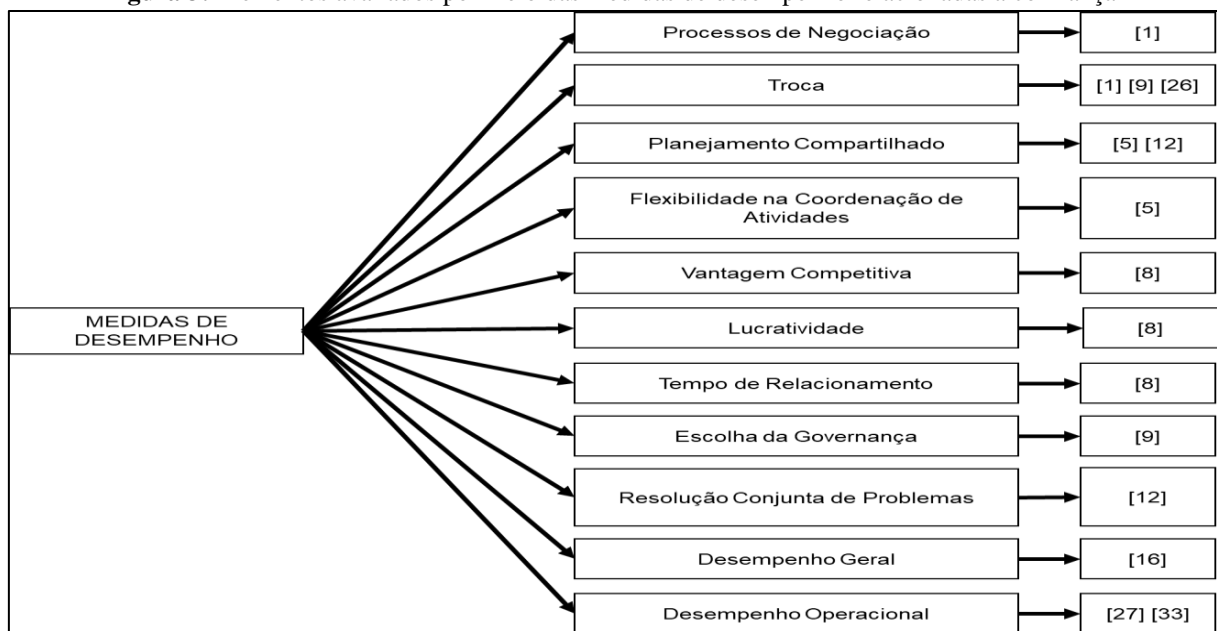 Processos de Negociação [1]
Troca [1] [9] [26]
Planejamento Compartilhado [5] [12]
Flexibilidade na Coordenação de
Atividades [5]
Vantagem Competitiva [8]
MEDIDAS DE
DESEMPENHO
Lucratividade [8]
Tempo de Relacionamento [8]
Escolha da Governança [9]
Resolução Conjunta de Problemas [12]
Desempenho Geral [16]
Desempenho Operacional [27] [33]